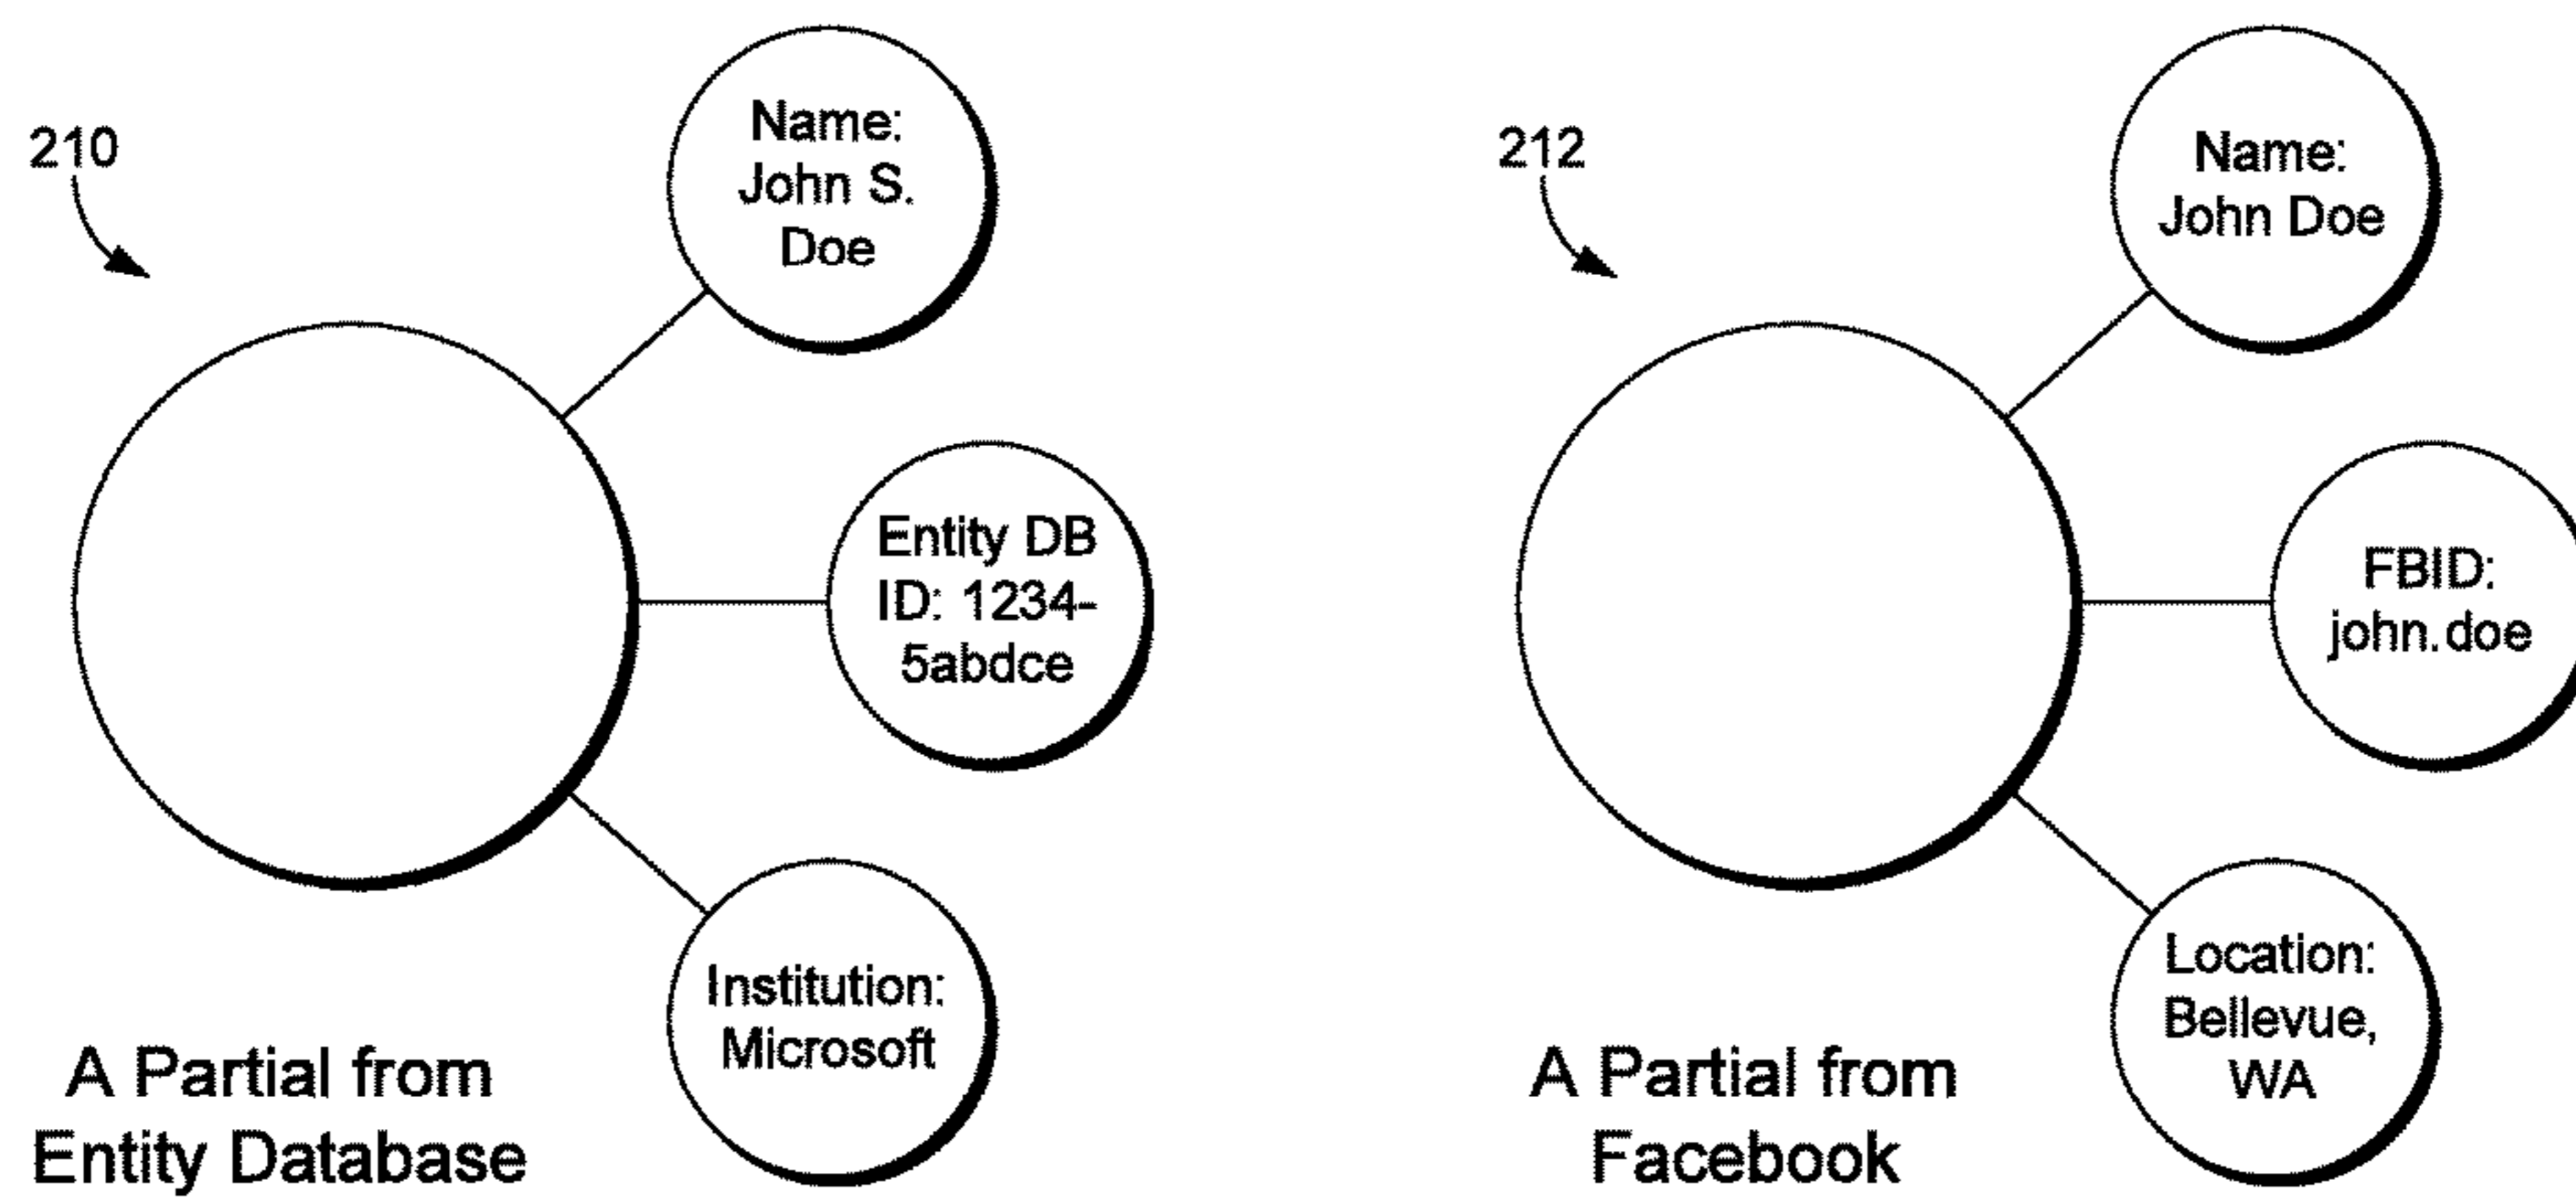 210
Name:
John S.
Doe
Entity DB
ID: 1234-
5abdce
Institution:
Microsoft
A Partial from
Entity Database
212
Name:
John Doe
FBID:
john.doe
Location:
Bellevue,
WA
A Partial from
Facebook